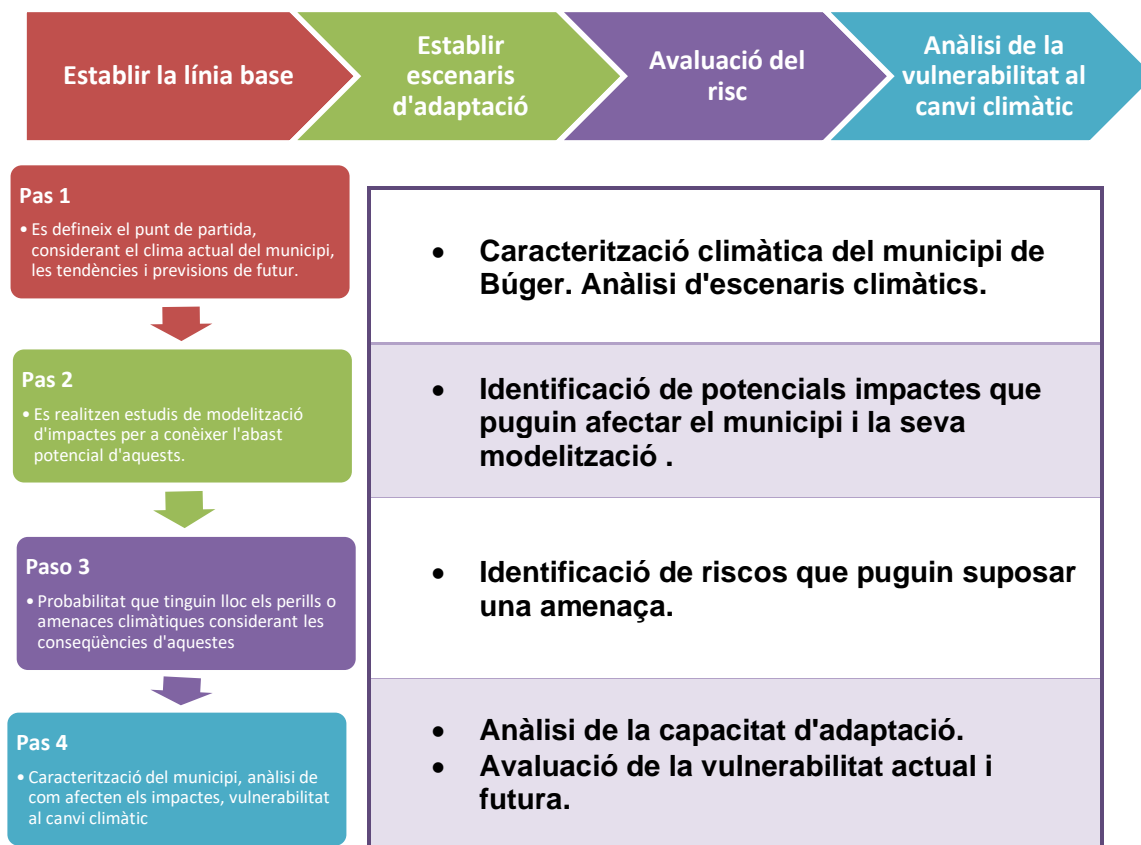 Establir la línia base
Establir
escenaris
d'adaptació
Avaluació del
risc
Anàlisi de la
vulnerabilitat al
canvi climàtic
Pas 1
• Es defineix el punt de partida,
considerant el clima actual del municipi,
les tendències i previsions de futur.
• Caracterització climàtica del municipi de
Búger. Anàlisi d'escenaris climàtics.
Pas 2
• Es realitzen estudis de modelització
d'impactes per a conèixer l'abast
potencial d'aquests.
• Identificació de potencials impactes que
puguin afectar el municipi i la seva
modelització .
Paso 3
• Probabilitat que tinguin lloc els perills o
amenaces climàtiques considerant les
conseqüències d'aquestes
• Identificació de riscos que puguin suposar
una amenaça.
Pas 4
• Caracterització del municipi, anàlisi de
com afecten els impactes, vulnerabilitat
al canvi climàtic
• Anàlisi de la capacitat d'adaptació.
• Avaluació de la vulnerabilitat actual i
futura.